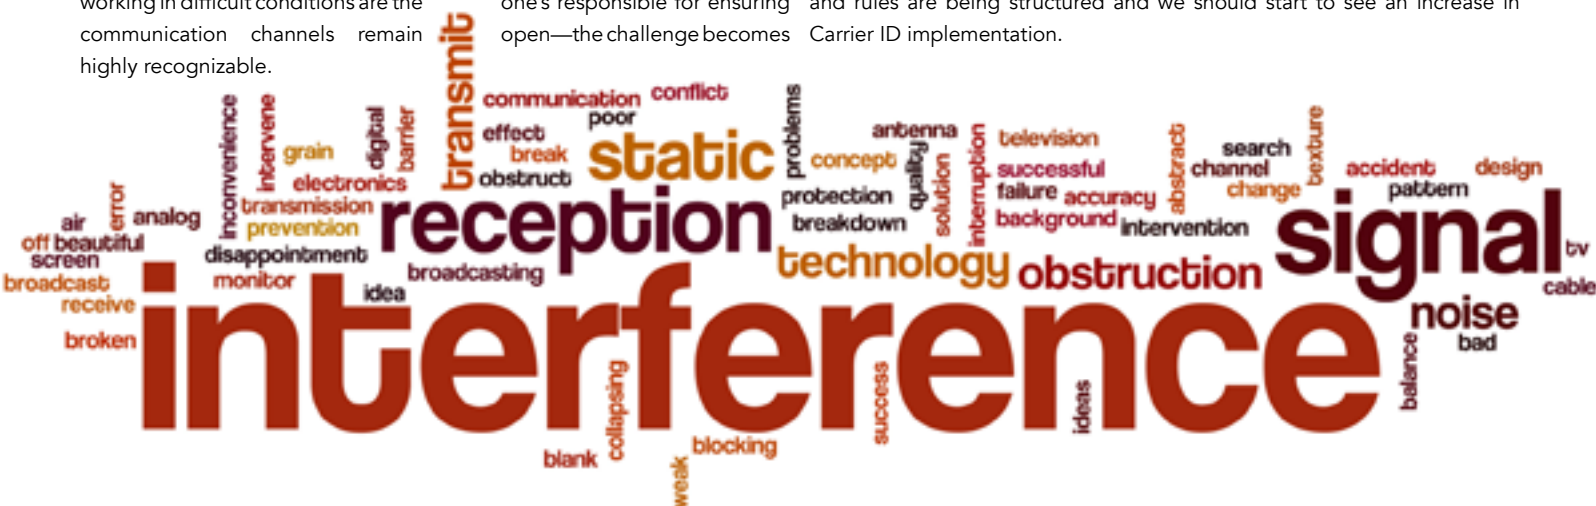 working in difficult conditions are the
communication channels remain
highly recognizable.
one's responsible for ensuring
open—the challenge becomes
and rules are being structured and we should start to see an increase in
Carrier ID implementation.
transmit
communication
conflict
inconvenience
intervene
digital
barrier
effect
poor
problems
antenna
television
texture
grain
break
static
concept
quality
solution
interruption
abstract
search
electronics
obstruct
successful
channel
accident
design
error
transmission
reception
protection
failure
accuracy
change
pattern
air
analog
prevention
breakdown
background
intervention
signal
off
beautiful
disappointment
screen
broadcasting
technology
obstruction
tv
broadcast
monitor
idea
cable
receive
interference
noise
broken
bad
balance
collapsing
success
ideas
blank
blocking
weak